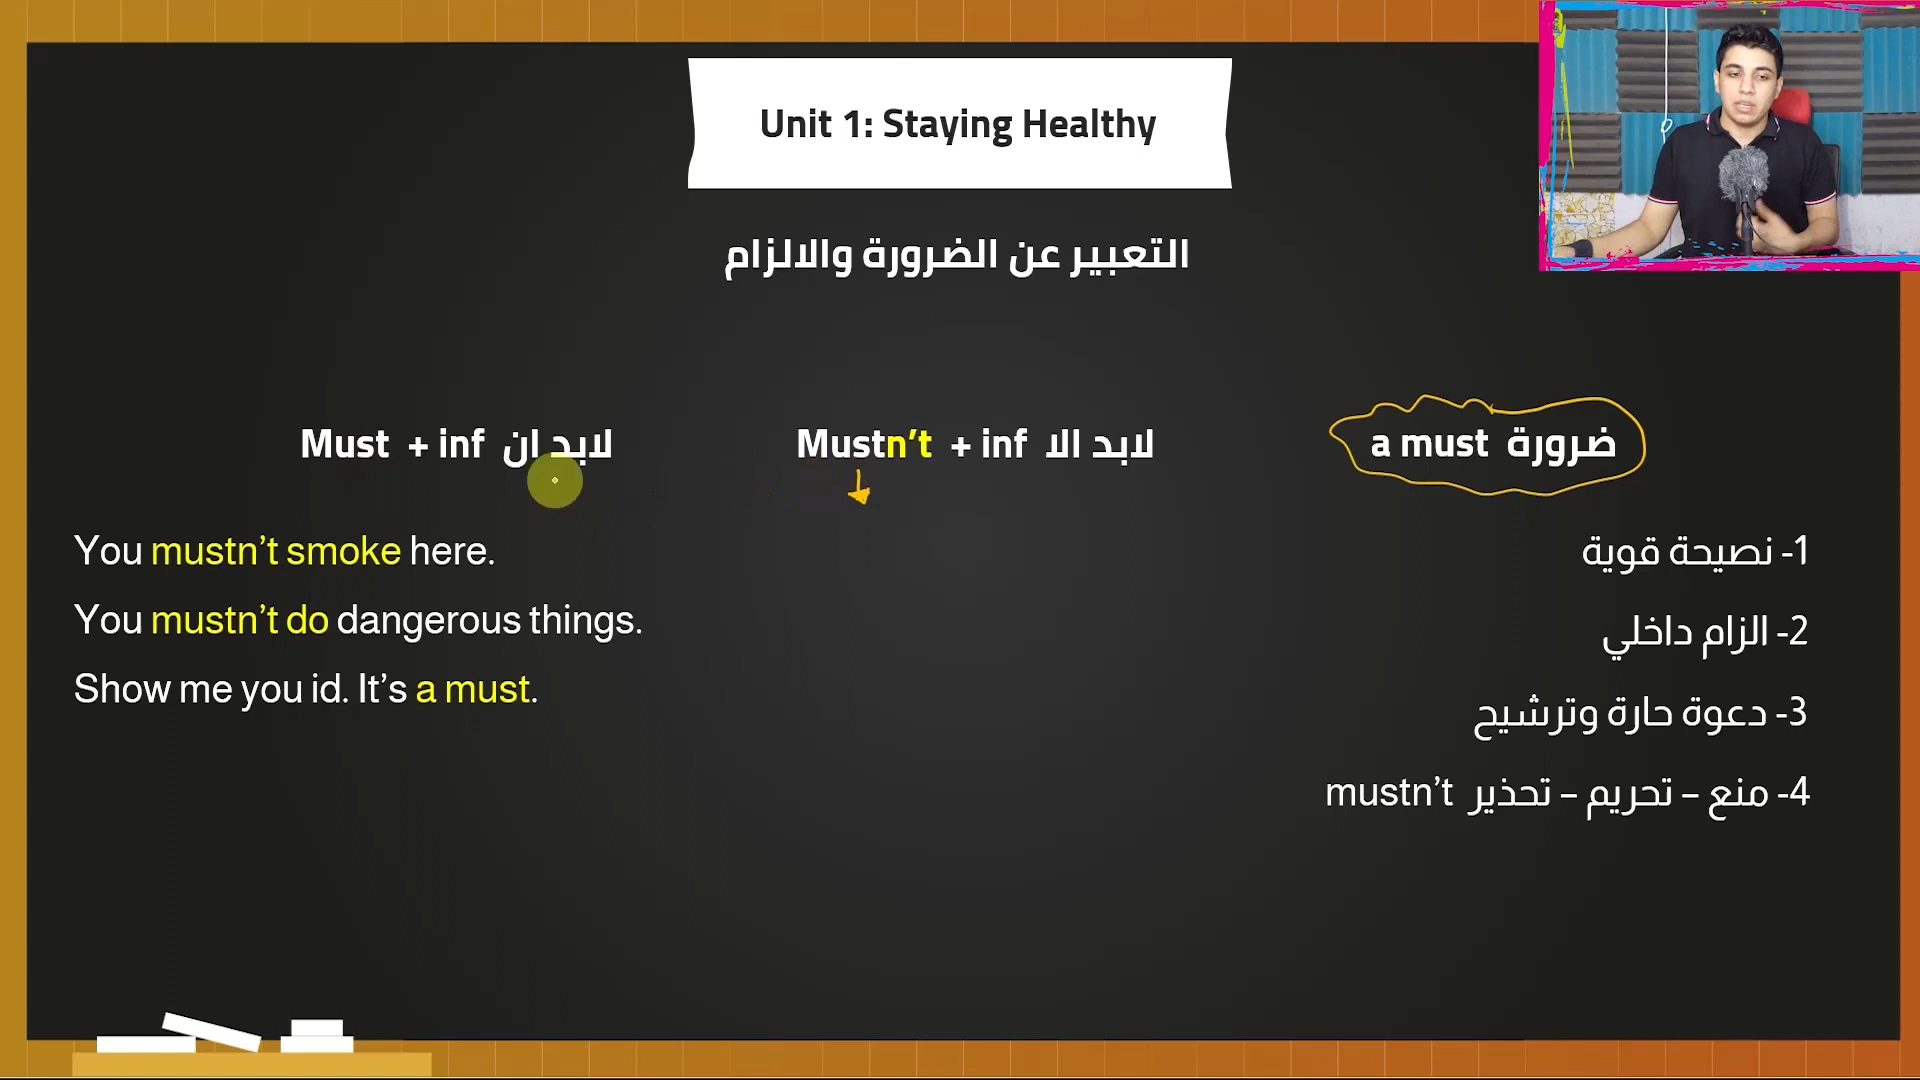 Unit 1: Staying Healthy
التعبير عن الضرورة والالزام
Must + inf لابد ان
Mustn’t + inf لابد الا
a must ضرورة
You mustn’t smoke here.
You mustn’t do dangerous things.
Show me you id. It’s a must.
1- نصيحة قوية
2- الزام داخلي
3- دعوة حارة وترشيح
4- منع – تحريم – تحذير mustn’t